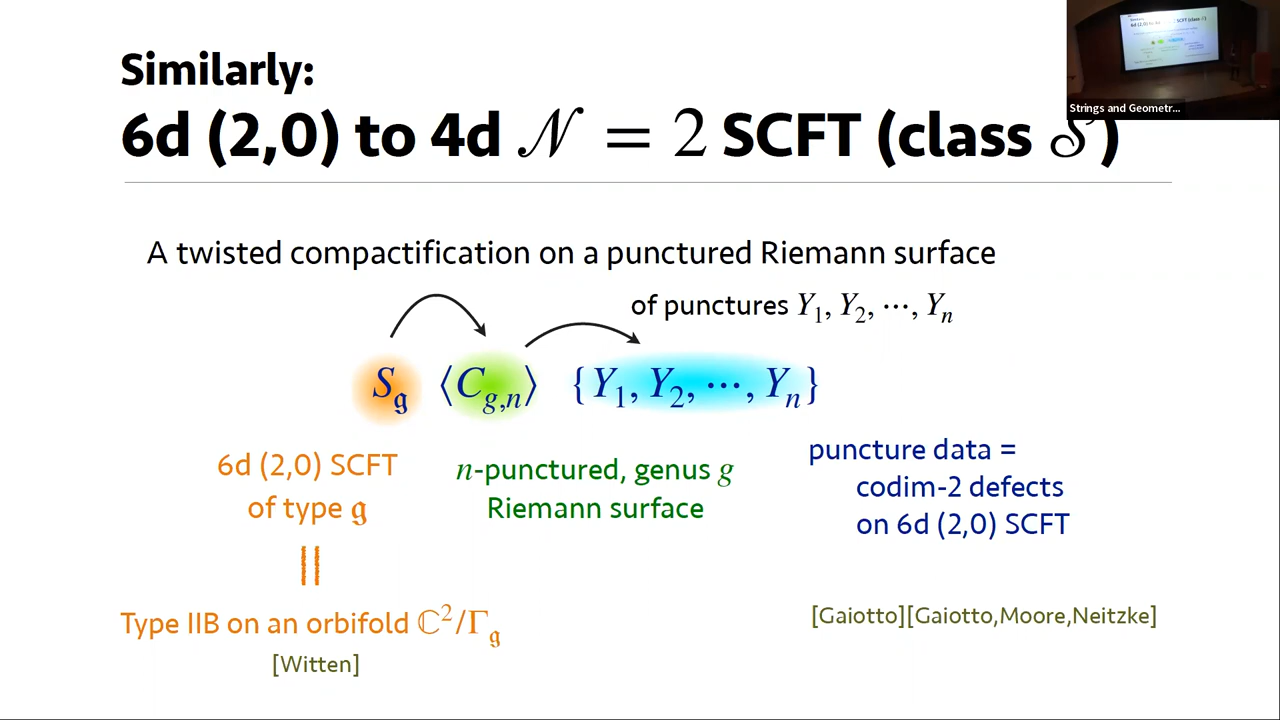 Similarly:
6d (2,0) to 4d 𝒩 = 2 SCFT (class 𝒮)
Strings and Geometr...
A twisted compactification on a punctured Riemann surface
of punctures Y₁, Y₂, ⋯, Yₙ
S_𝔤 ⟨C_{g,n}⟩ {Y₁, Y₂, ⋯, Yₙ}
6d (2,0) SCFT
of type 𝔤
n-punctured, genus g
Riemann surface
puncture data =
codim-2 defects
on 6d (2,0) SCFT
Type IIB on an orbifold ℂ²/Γ_𝔤
[Witten]
[Gaiotto][Gaiotto,Moore,Neitzke]